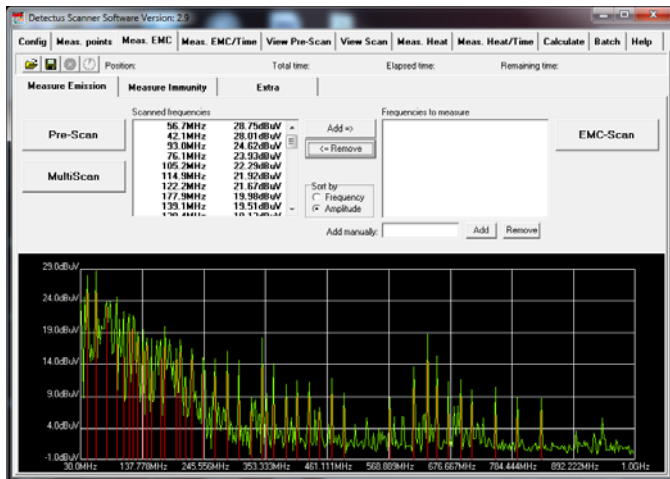 Detectus Scanner Software Version: 2.9
Config Meas. points Meas. EMC Meas. EMC/Time View Pre-Scan View Scan Meas. Heat Meas. Heat/Time Calculate Batch Help
Position: Total time: Elapsed time: Remaining time:
Measure Emission Measure Immunity Extra
Scanned frequencies Frequencies to measure
Pre-Scan
MultiScan
56.7MHz 28.75dBuV
42.1MHz 28.01dBuV
93.0MHz 24.62dBuV
76.1MHz 23.93dBuV
105.2MHz 22.29dBuV
114.9MHz 21.92dBuV
122.2MHz 21.67dBuV
177.9MHz 19.98dBuV
139.1MHz 19.51dBuV
Add =>
<= Remove
Sort by
Frequency
Amplitude
EMC-Scan
Add manually: Add Remove
29.0dBuV
24.0dBuV
19.0dBuV
14.0dBuV
9.0dBuV
4.0dBuV
-1.0dBuV
30.0MHz 137.778MHz 245.556MHz 353.333MHz 461.111MHz 568.889MHz 676.667MHz 784.444MHz 892.222MHz 1.0GHz